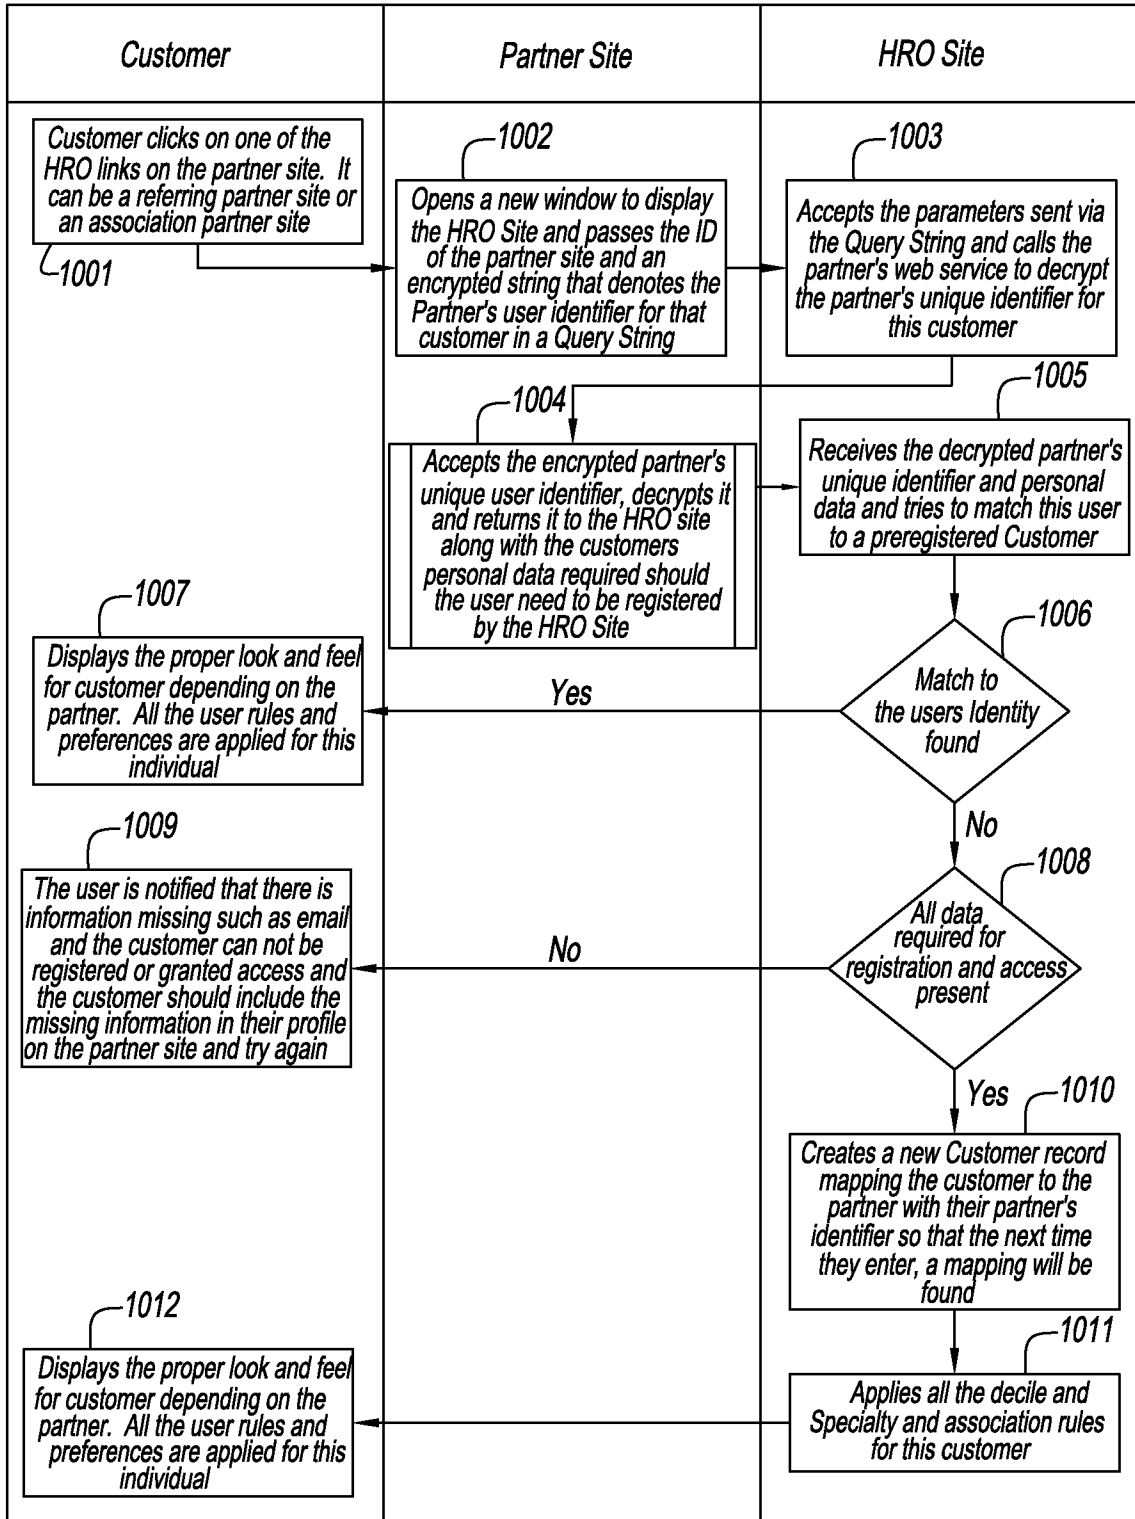 Customer
Partner Site
HRO Site
Customer clicks on one of the
HRO links on the partner site. It
can be a referring partner site or
an association partner site
1001
1002
Opens a new window to display
the HRO Site and passes the ID
of the partner site and an
encrypted string that denotes the
Partner's user identifier for that
customer in a Query String
1003
Accepts the parameters sent via
the Query String and calls the
partner's web service to decrypt
the partner's unique identifier for
this customer
1004
Accepts the encrypted partner's
unique user identifier, decrypts it
and returns it to the HRO site
along with the customers
personal data required should
the user need to be registered
by the HRO Site
1005
Receives the decrypted partner's
unique identifier and personal
data and tries to match this user
to a preregistered Customer
1006
Match to
the users Identity
found
Yes
1007
Displays the proper look and feel
for customer depending on the
partner. All the user rules and
preferences are applied for this
individual
No
1008
All data
required for
registration and access
present
No
1009
The user is notified that there is
information missing such as email
and the customer can not be
registered or granted access and
the customer should include the
missing information in their profile
on the partner site and try again
Yes
1010
Creates a new Customer record
mapping the customer to the
partner with their partner's
identifier so that the next time
they enter, a mapping will be
found
1011
Applies all the decile and
Specialty and association rules
for this customer
1012
Displays the proper look and feel
for customer depending on the
partner. All the user rules and
preferences are applied for this
individual